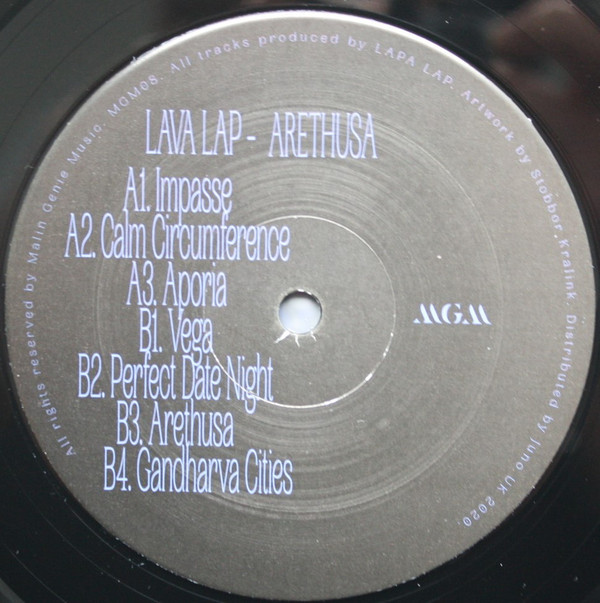 All rights reserved by Malin Genie Music. MGM08. All tracks produced by LAPA LAP. Artwork by Stobbor Kralink. Distributed by Juno UK 2020.
LAVA LAP - ARETHUSA
A1. Impasse
A2. Calm Circumference
A3. Aporia
B1. Vega
MGM
B2. Perfect Date Night
B3. Arethusa
B4. Gandharva Cities